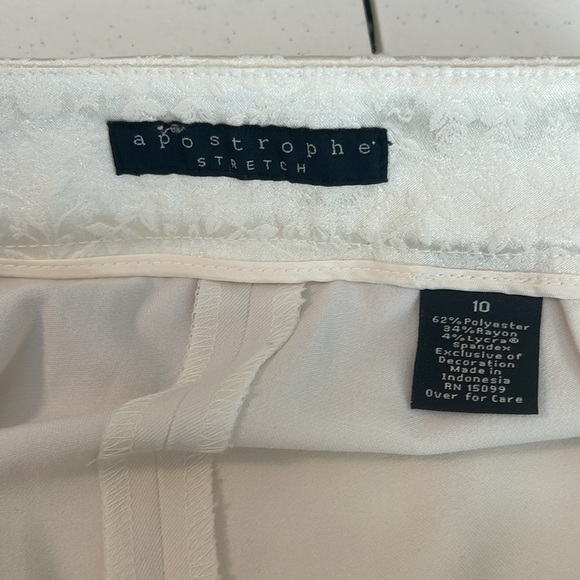 apostrophe
STRETCH
10
62%Polyester
34%Rayon
4%Lycra®
Spandex
Exclusive of
Decoration
Made in
Indonesia
RN 15099
Over for Care